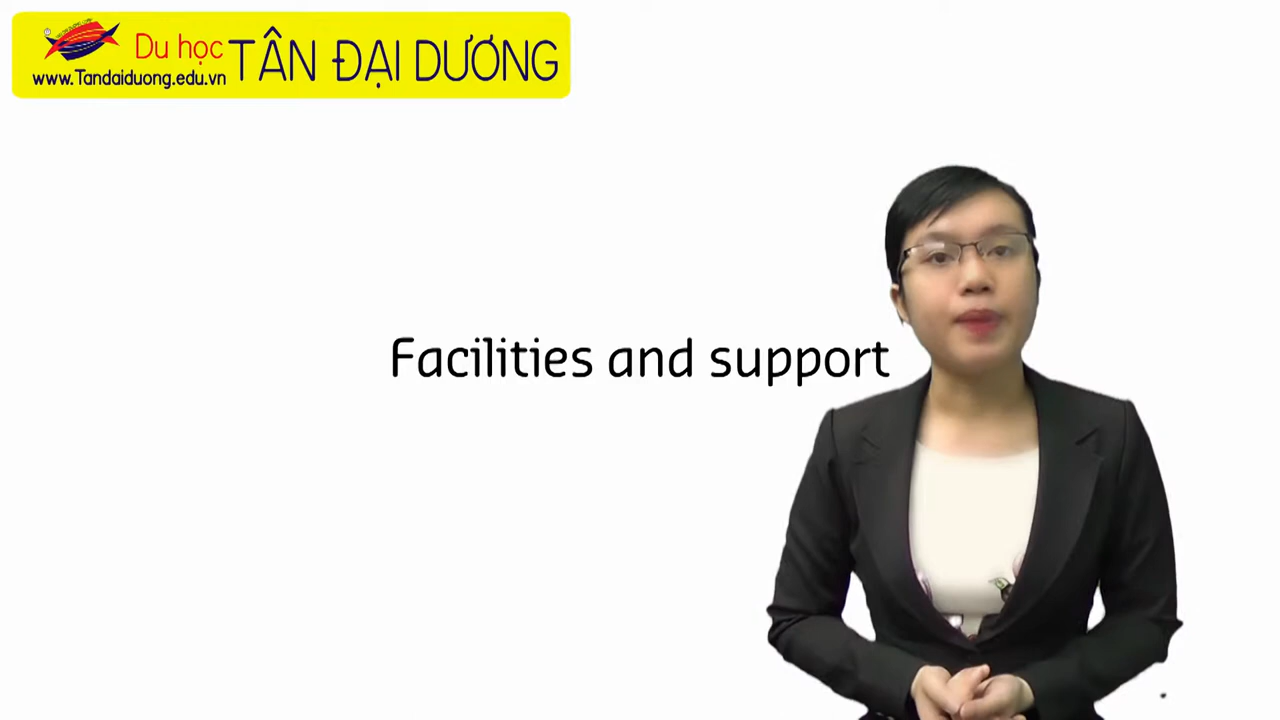 Du học
TÂN ĐẠI DƯƠNG
www.Tandaiduong.edu.vn
Facilities and support